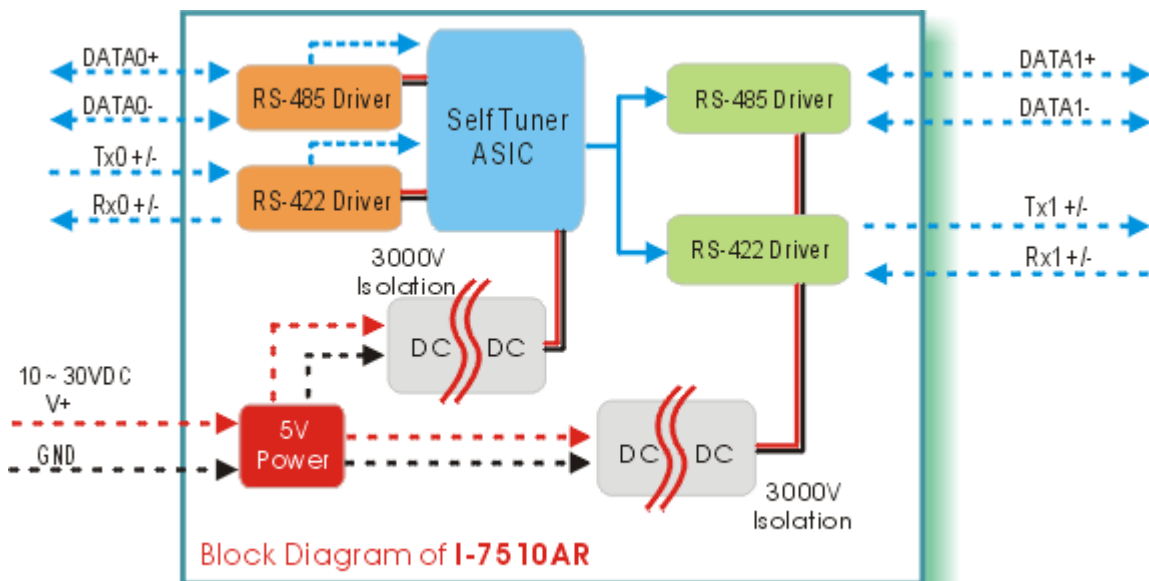 DATA0+
DATA0-
Tx0 +/-
Rx0 +/-
RS-485 Driver
RS-422 Driver
Self Tuner
ASIC
RS-485 Driver
RS-422 Driver
DATA1+
DATA1-
Tx1 +/-
Rx1 +/-
3000V
Isolation
DC DC
10 ~ 30VDC
V+
GND
5V
Power
DC DC
3000V
Isolation
Block Diagram of I-7510AR